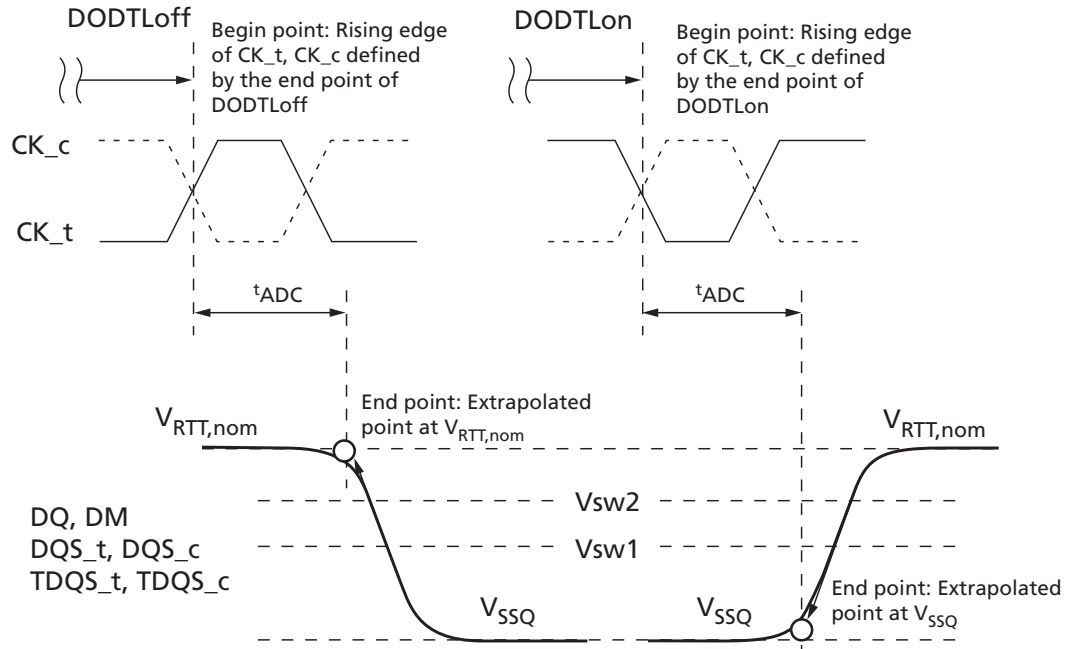 DODTLoff
Begin point: Rising edge
of CK_t, CK_c defined
by the end point of
DODTLoff
DODTLon
Begin point: Rising edge
of CK_t, CK_c defined
by the end point of
DODTLon
CK_c
CK_t
tADC
tADC
VRTT,nom
End point: Extrapolated
point at VRTT,nom
VRTT,nom
Vsw2
Vsw1
DQ, DM
DQS_t, DQS_c
TDQS_t, TDQS_c
VSSQ
VSSQ
End point: Extrapolated
point at VSSQ